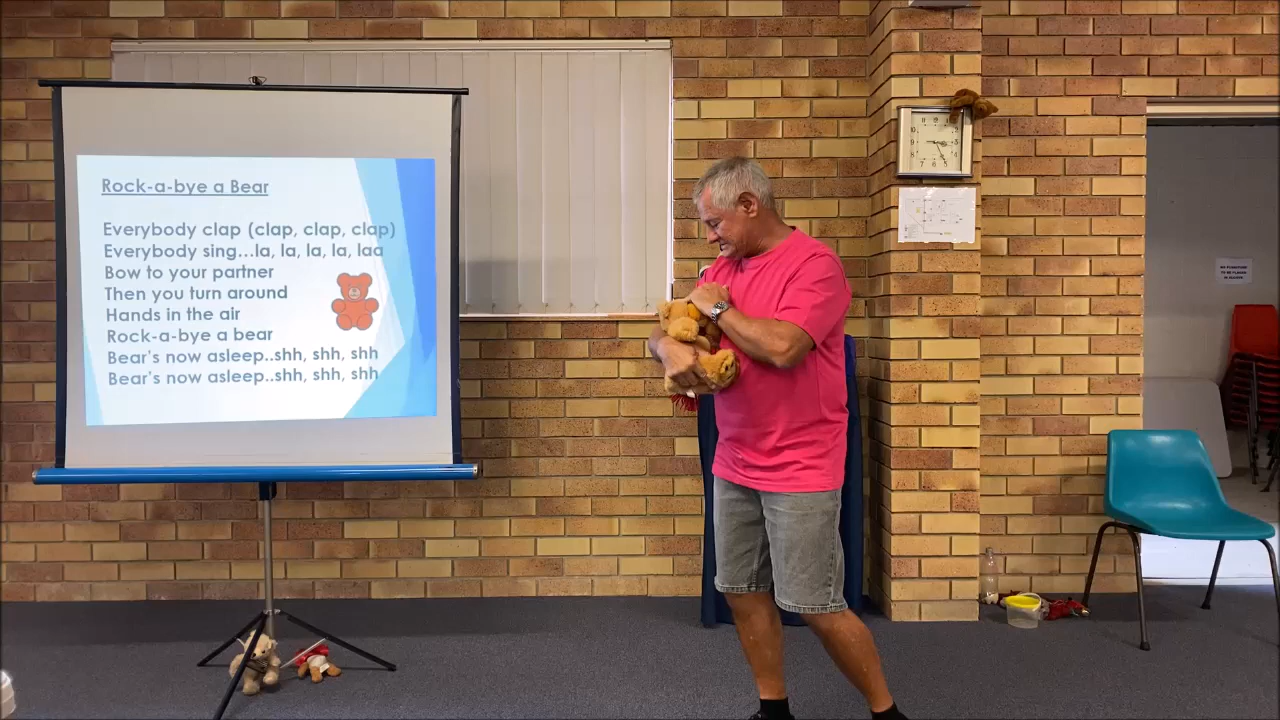 Rock-a-bye a Bear
Everybody clap (clap, clap, clap)
Everybody sing...la, la, la, la, laa
Bow to your partner
Then you turn around
Hands in the air
Rock-a-bye a bear
Bear's now asleep..shh, shh, shh
Bear's now asleep..shh, shh, shh